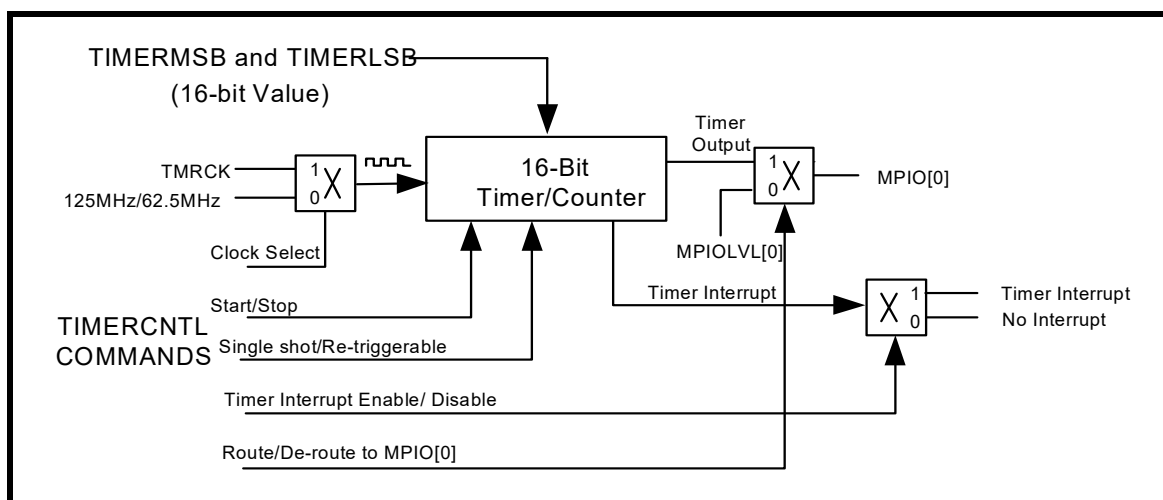 TIMERMSB and TIMERLSB
(16-bit Value)
Timer
Output
16-Bit
Timer/Counter
TMRCK
125MHz/62.5MHz
1
0
X
1
0
X
MPIO[0]
Clock Select
MPIOLVL[0]
Timer Interrupt
X
1
0
Timer Interrupt
No Interrupt
Start/Stop
TIMERCNTL
COMMANDS
Single shot/Re-triggerable
Timer Interrupt Enable/ Disable
Route/De-route to MPIO[0]